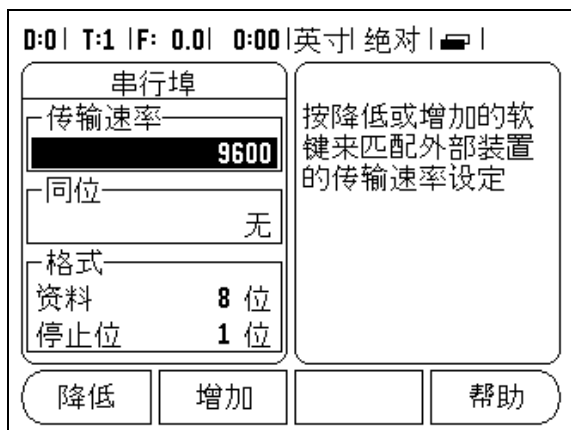 D:0 | T:1 | F: 0.0 | 0:00 | 英寸 | 绝对 |
串行埠
传输速率
9600
同位
无
格式
资料 8 位
停止位 1 位
按降低或增加的软
键来匹配外部装置
的传输速率设定
降低 增加 帮助